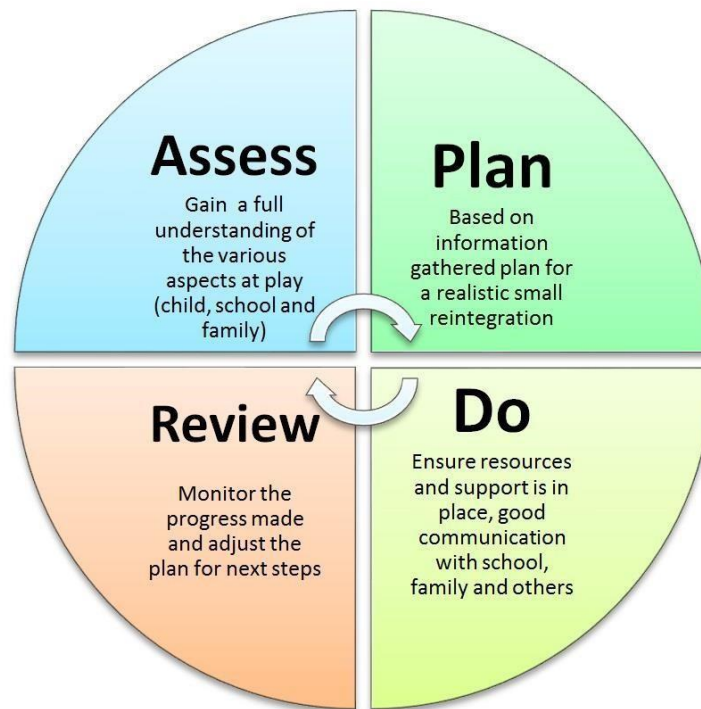 Assess
Gain a full
understanding of
the various
aspects at play
(child, school and
family)
Plan
Based on
information
gathered plan for
a realistic small
reintegration
Do
Ensure resources
and support is in
place, good
communication
with school,
family and others
Review
Monitor the
progress made
and adjust the
plan for next steps